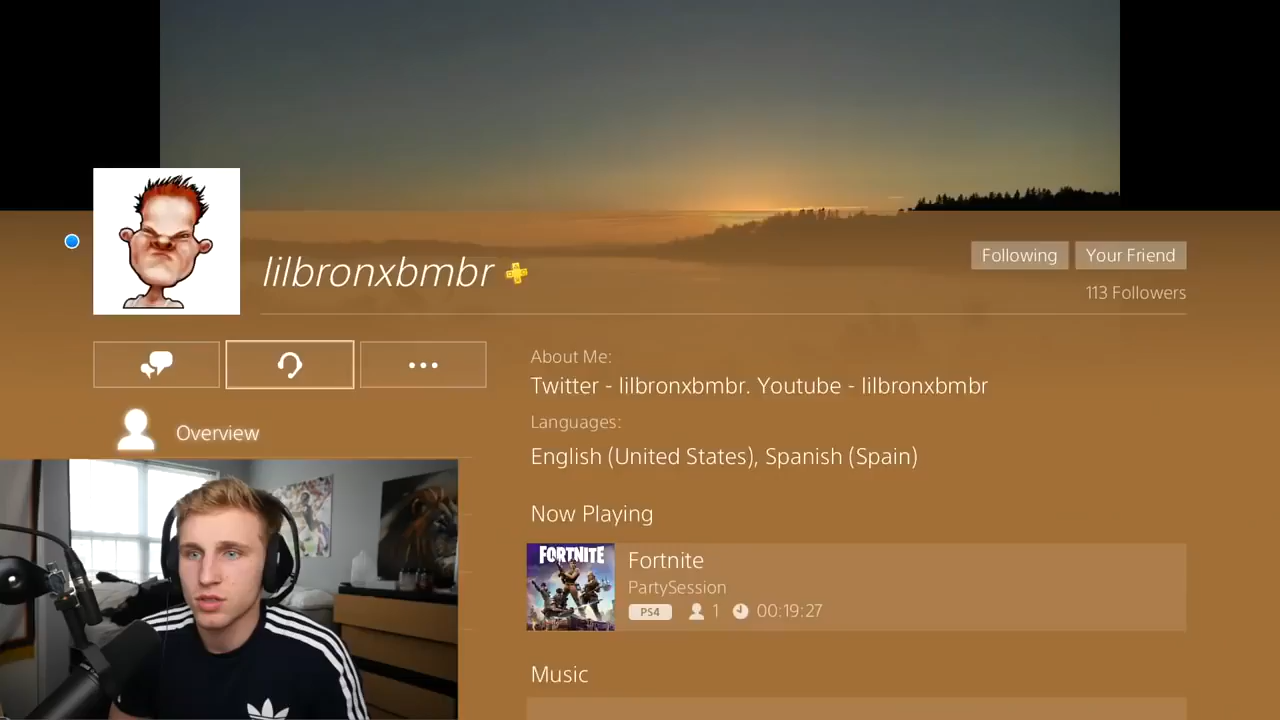 lilbronxbmbr
Following
Your Friend
113 Followers
About Me:
Twitter - lilbronxbmbr. Youtube - lilbronxbmbr
Languages:
English (United States), Spanish (Spain)
Overview
Now Playing
FORTNITE
Fortnite
PartySession
PS4 1 00:19:27
Music